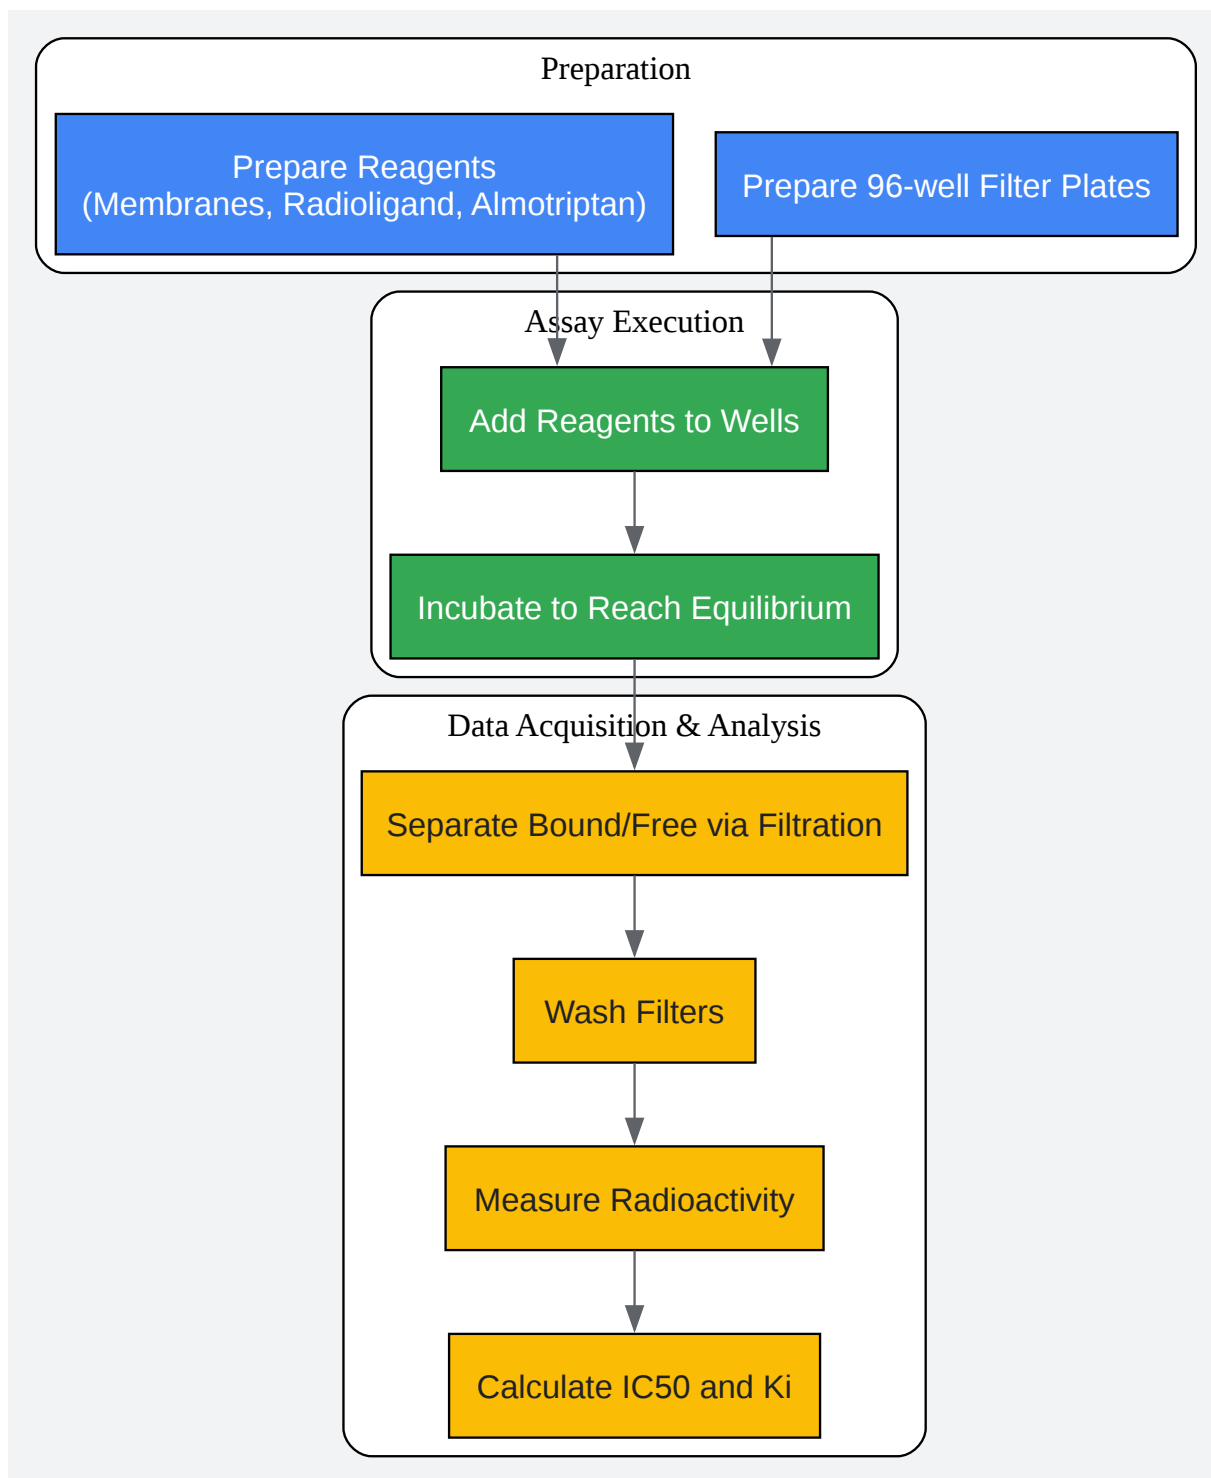 Preparation
Prepare Reagents
(Membranes, Radioligand, Almotriptan)
Prepare 96-well Filter Plates
Assay Execution
Add Reagents to Wells
Incubate to Reach Equilibrium
Data Acquisition & Analysis
Separate Bound/Free via Filtration
Wash Filters
Measure Radioactivity
Calculate IC50 and Ki